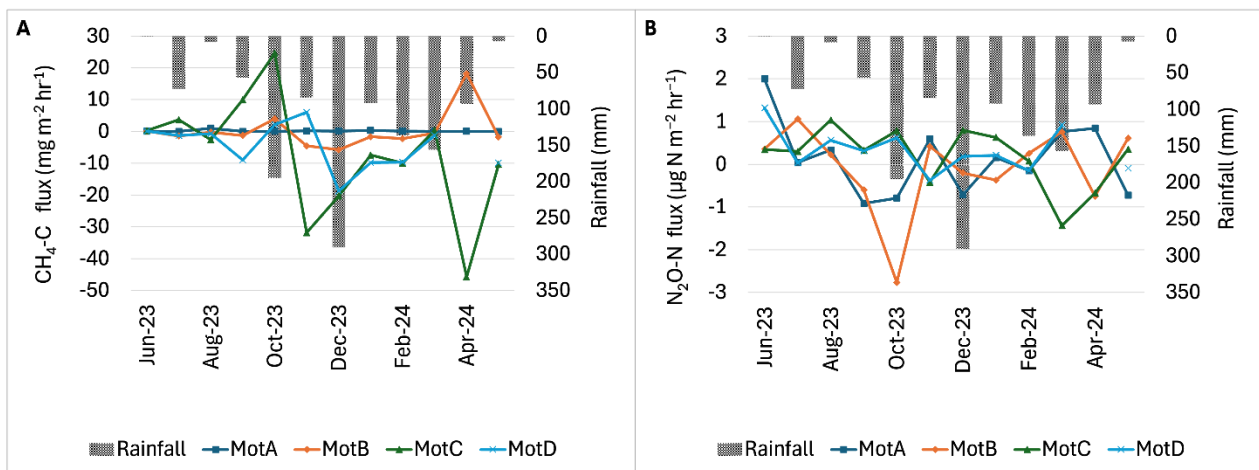 A
30
20
10
0
-10
-20
-30
-40
-50
CH₄-C flux (mg m⁻² hr⁻¹)
0
50
100
150
200
250
300
350
Rainfall (mm)
Jun-23
Aug-23
Oct-23
Dec-23
Feb-24
Apr-24
Rainfall MotA MotB MotC MotD
B
3
2
1
0
-1
-2
-3
N₂O-N flux (µg N m⁻² hr⁻¹)
0
50
100
150
200
250
300
350
Rainfall (mm)
Jun-23
Aug-23
Oct-23
Dec-23
Feb-24
Apr-24
Rainfall MotA MotB MotC MotD